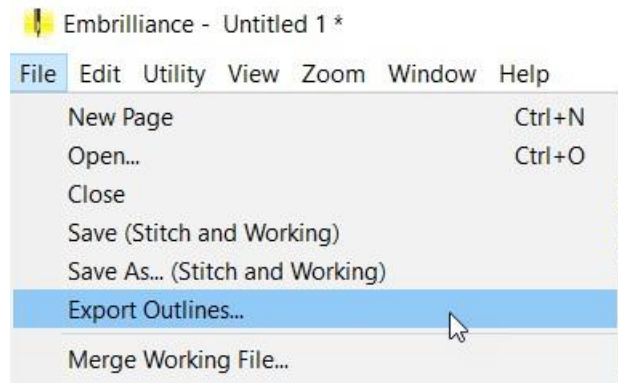 Embrilliance - Untitled 1 *
File Edit Utility View Zoom Window Help
New Page Ctrl+N
Open... Ctrl+O
Close
Save (Stitch and Working)
Save As... (Stitch and Working)
Export Outlines...
Merge Working File...